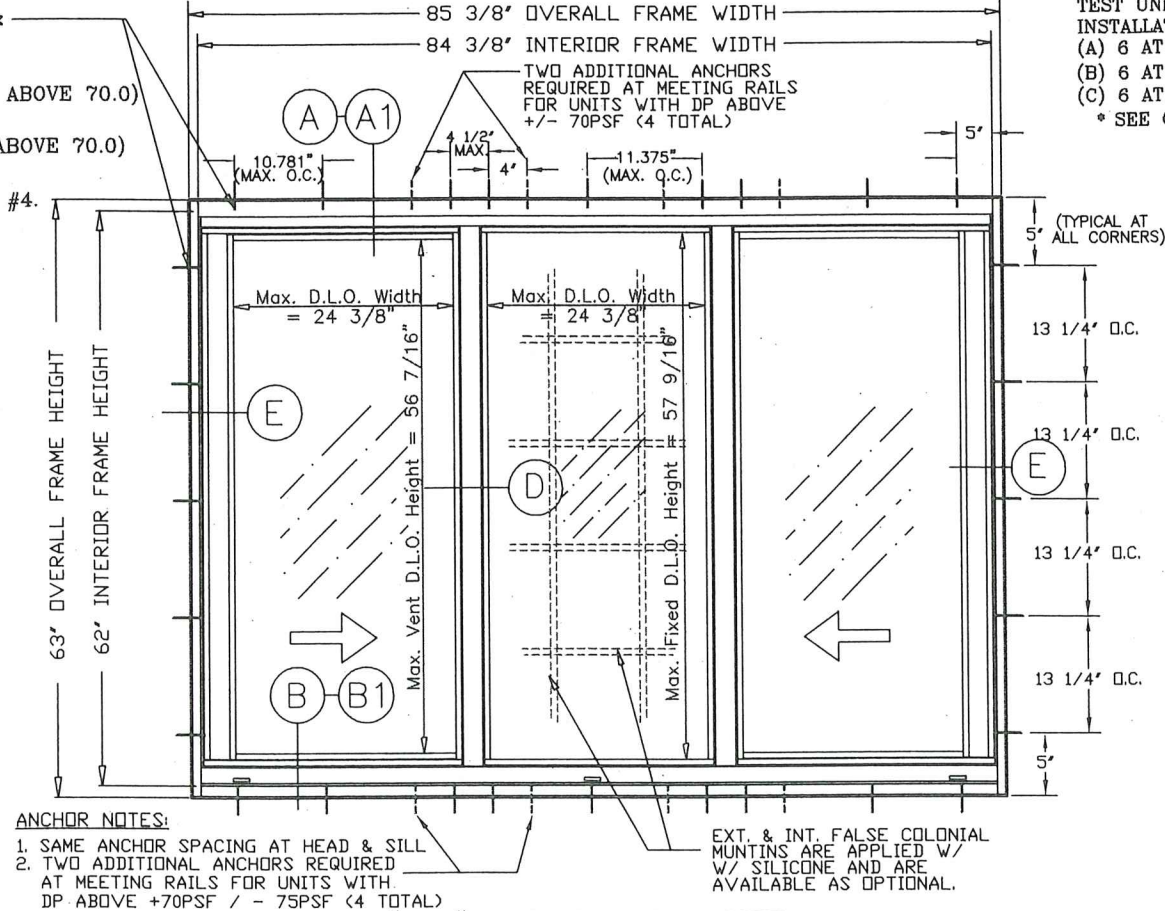 85 3/8" OVERALL FRAME WIDTH
84 3/8" INTERIOR FRAME WIDTH
TEST
INSTALLAT
(A) 6 AT
(B) 6 AT
(C) 6 AT
* SEE
ABOVE 70.0)
ABOVE 70.0)
#4.
TWO ADDITIONAL ANCHORS
REQUIRED AT MEETING RAILS
FOR UNITS WITH DP ABOVE
+/- 70PSF (4 TOTAL)
A
A1
10.781"
(MAX. O.C.)
4 1/2"
MAX.
4"
11.375"
(MAX. O.C.)
5"
5"
(TYPICAL AT
ALL CORNERS)
Max. D.L.O. Width
= 24 3/8"
Max. D.L.O. Width
= 24 3/8"
63" OVERALL FRAME HEIGHT
62" INTERIOR FRAME HEIGHT
Max. Vent D.L.O. Height = 56 7/16"
Max. Fixed D.L.O. Height = 57 9/16"
13 1/4" O.C.
13 1/4" O.C.
13 1/4" O.C.
13 1/4" O.C.
5"
E
D
E
B
B1
ANCHOR NOTES:
1. SAME ANCHOR SPACING AT HEAD & SILL
2. TWO ADDITIONAL ANCHORS REQUIRED
AT MEETING RAILS FOR UNITS WITH
DP ABOVE +70PSF / - 75PSF (4 TOTAL)
EXT. & INT. FALSE COLONIAL
MUNTINS ARE APPLIED W/
W/ SILICONE AND ARE
AVAILABLE AS OPTIONAL.